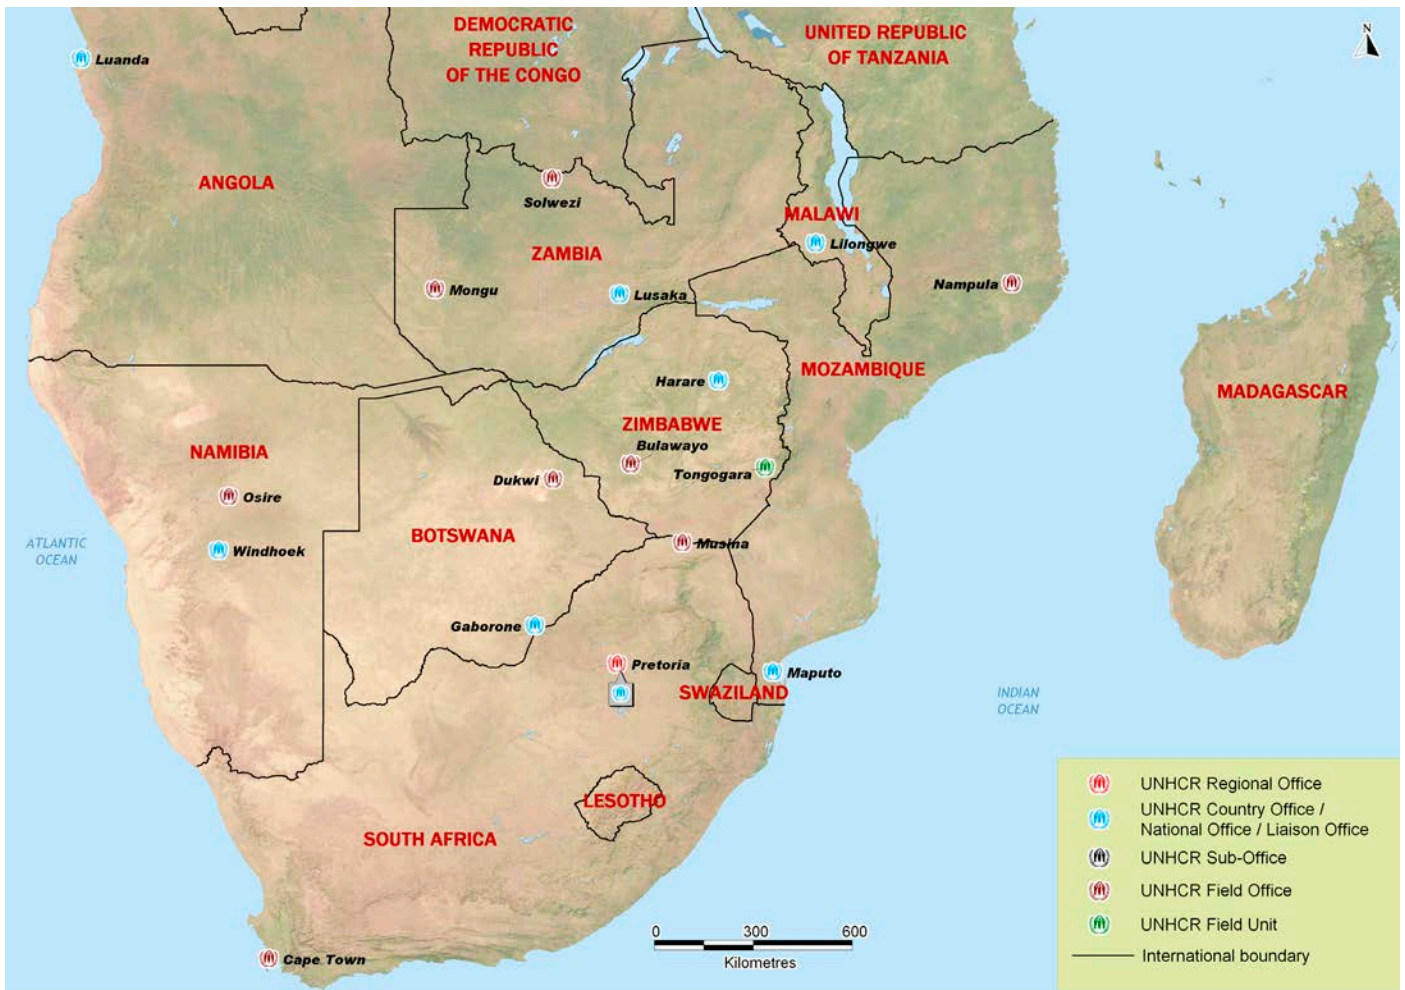 DEMOCRATIC
REPUBLIC
OF THE CONGO
UNITED REPUBLIC
OF TANZANIA
N
Luanda
ANGOLA
Solwezi
MALAWI
Lilongwe
ZAMBIA
Mongu
Lusaka
Nampula
MOZAMBIQUE
Harare
MADAGASCAR
ZIMBABWE
Bulawayo
NAMIBIA
Tongogara
Dukwi
Osire
BOTSWANA
ATLANTIC
OCEAN
Windhoek
Musina
Gaborone
Pretoria
Maputo
SWAZILAND
INDIAN
OCEAN
LESOTHO
SOUTH AFRICA
Cape Town
0 300 600
Kilometres
UNHCR Regional Office
UNHCR Country Office /
National Office / Liaison Office
UNHCR Sub-Office
UNHCR Field Office
UNHCR Field Unit
International boundary